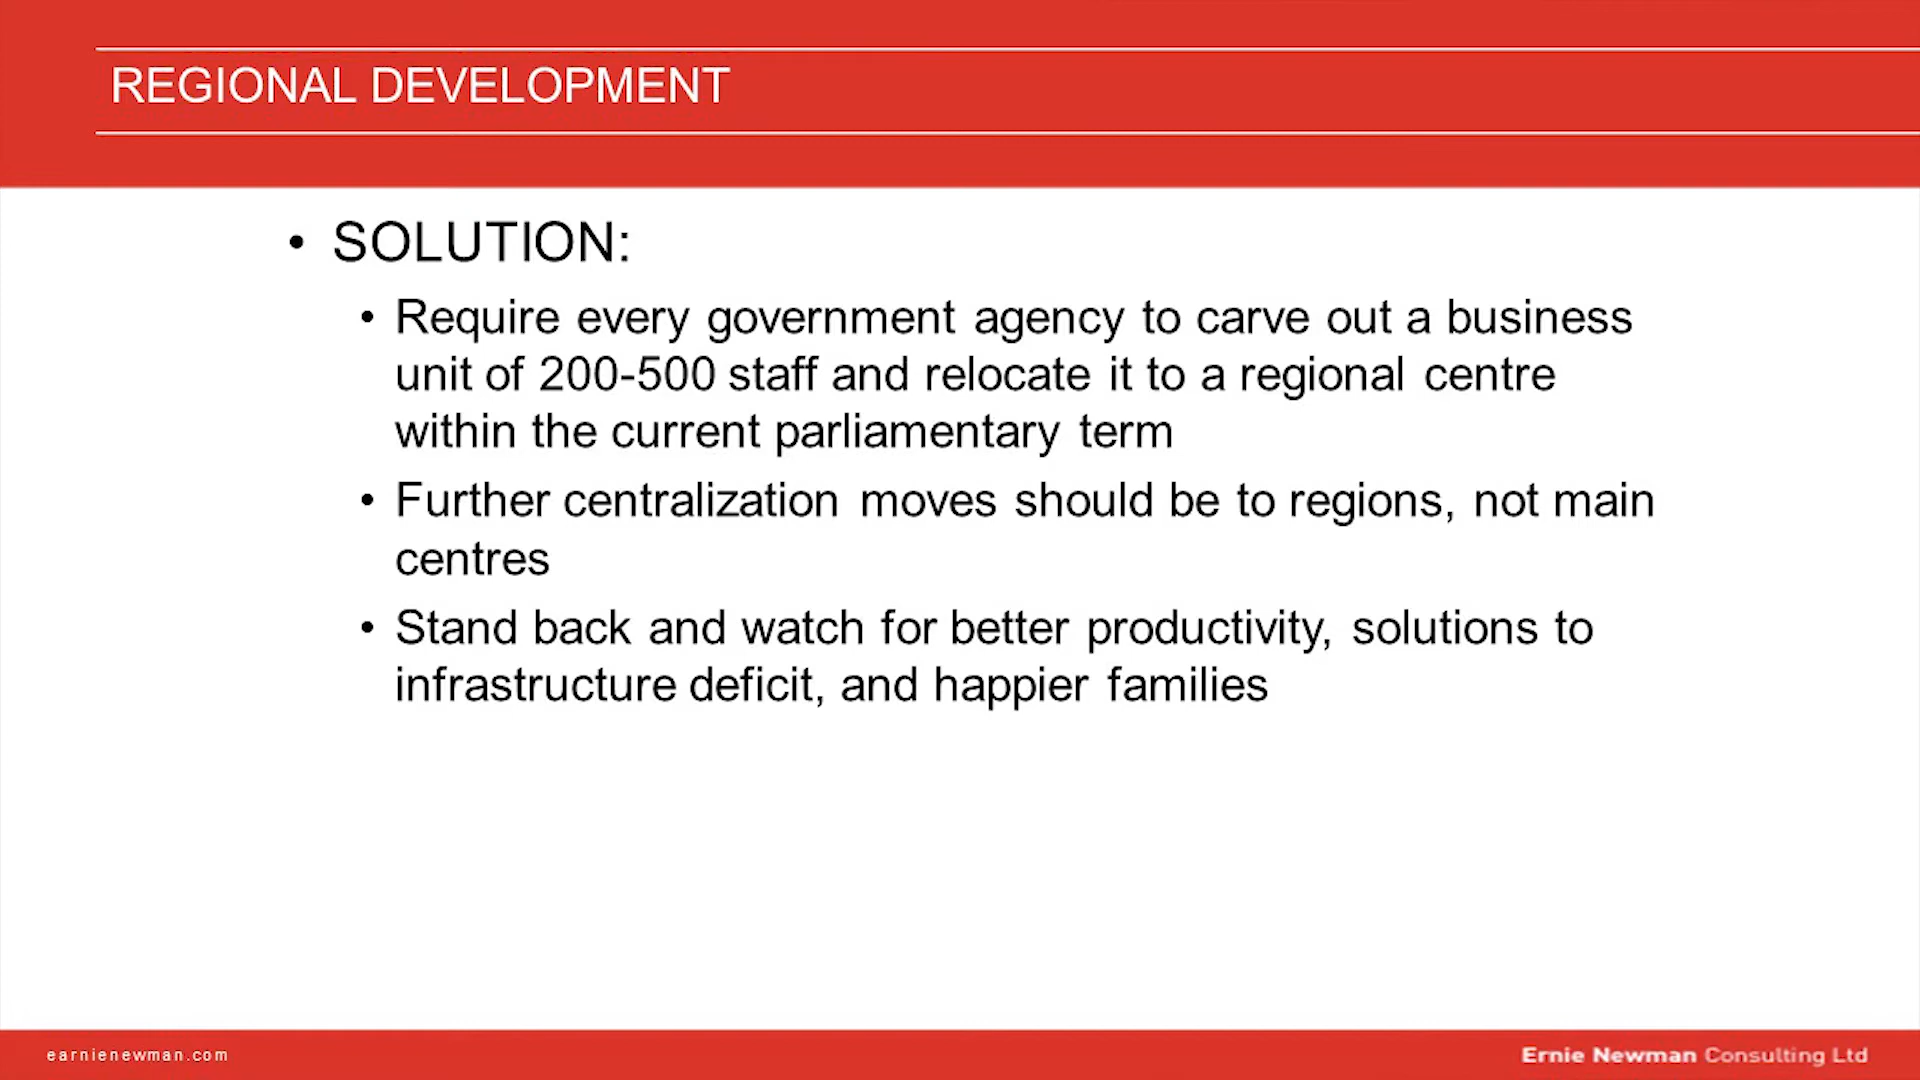 REGIONAL DEVELOPMENT
• SOLUTION:
• Require every government agency to carve out a business
unit of 200-500 staff and relocate it to a regional centre
within the current parliamentary term
• Further centralization moves should be to regions, not main
centres
• Stand back and watch for better productivity, solutions to
infrastructure deficit, and happier families
earnienewman.com
Ernie Newman Consulting Ltd